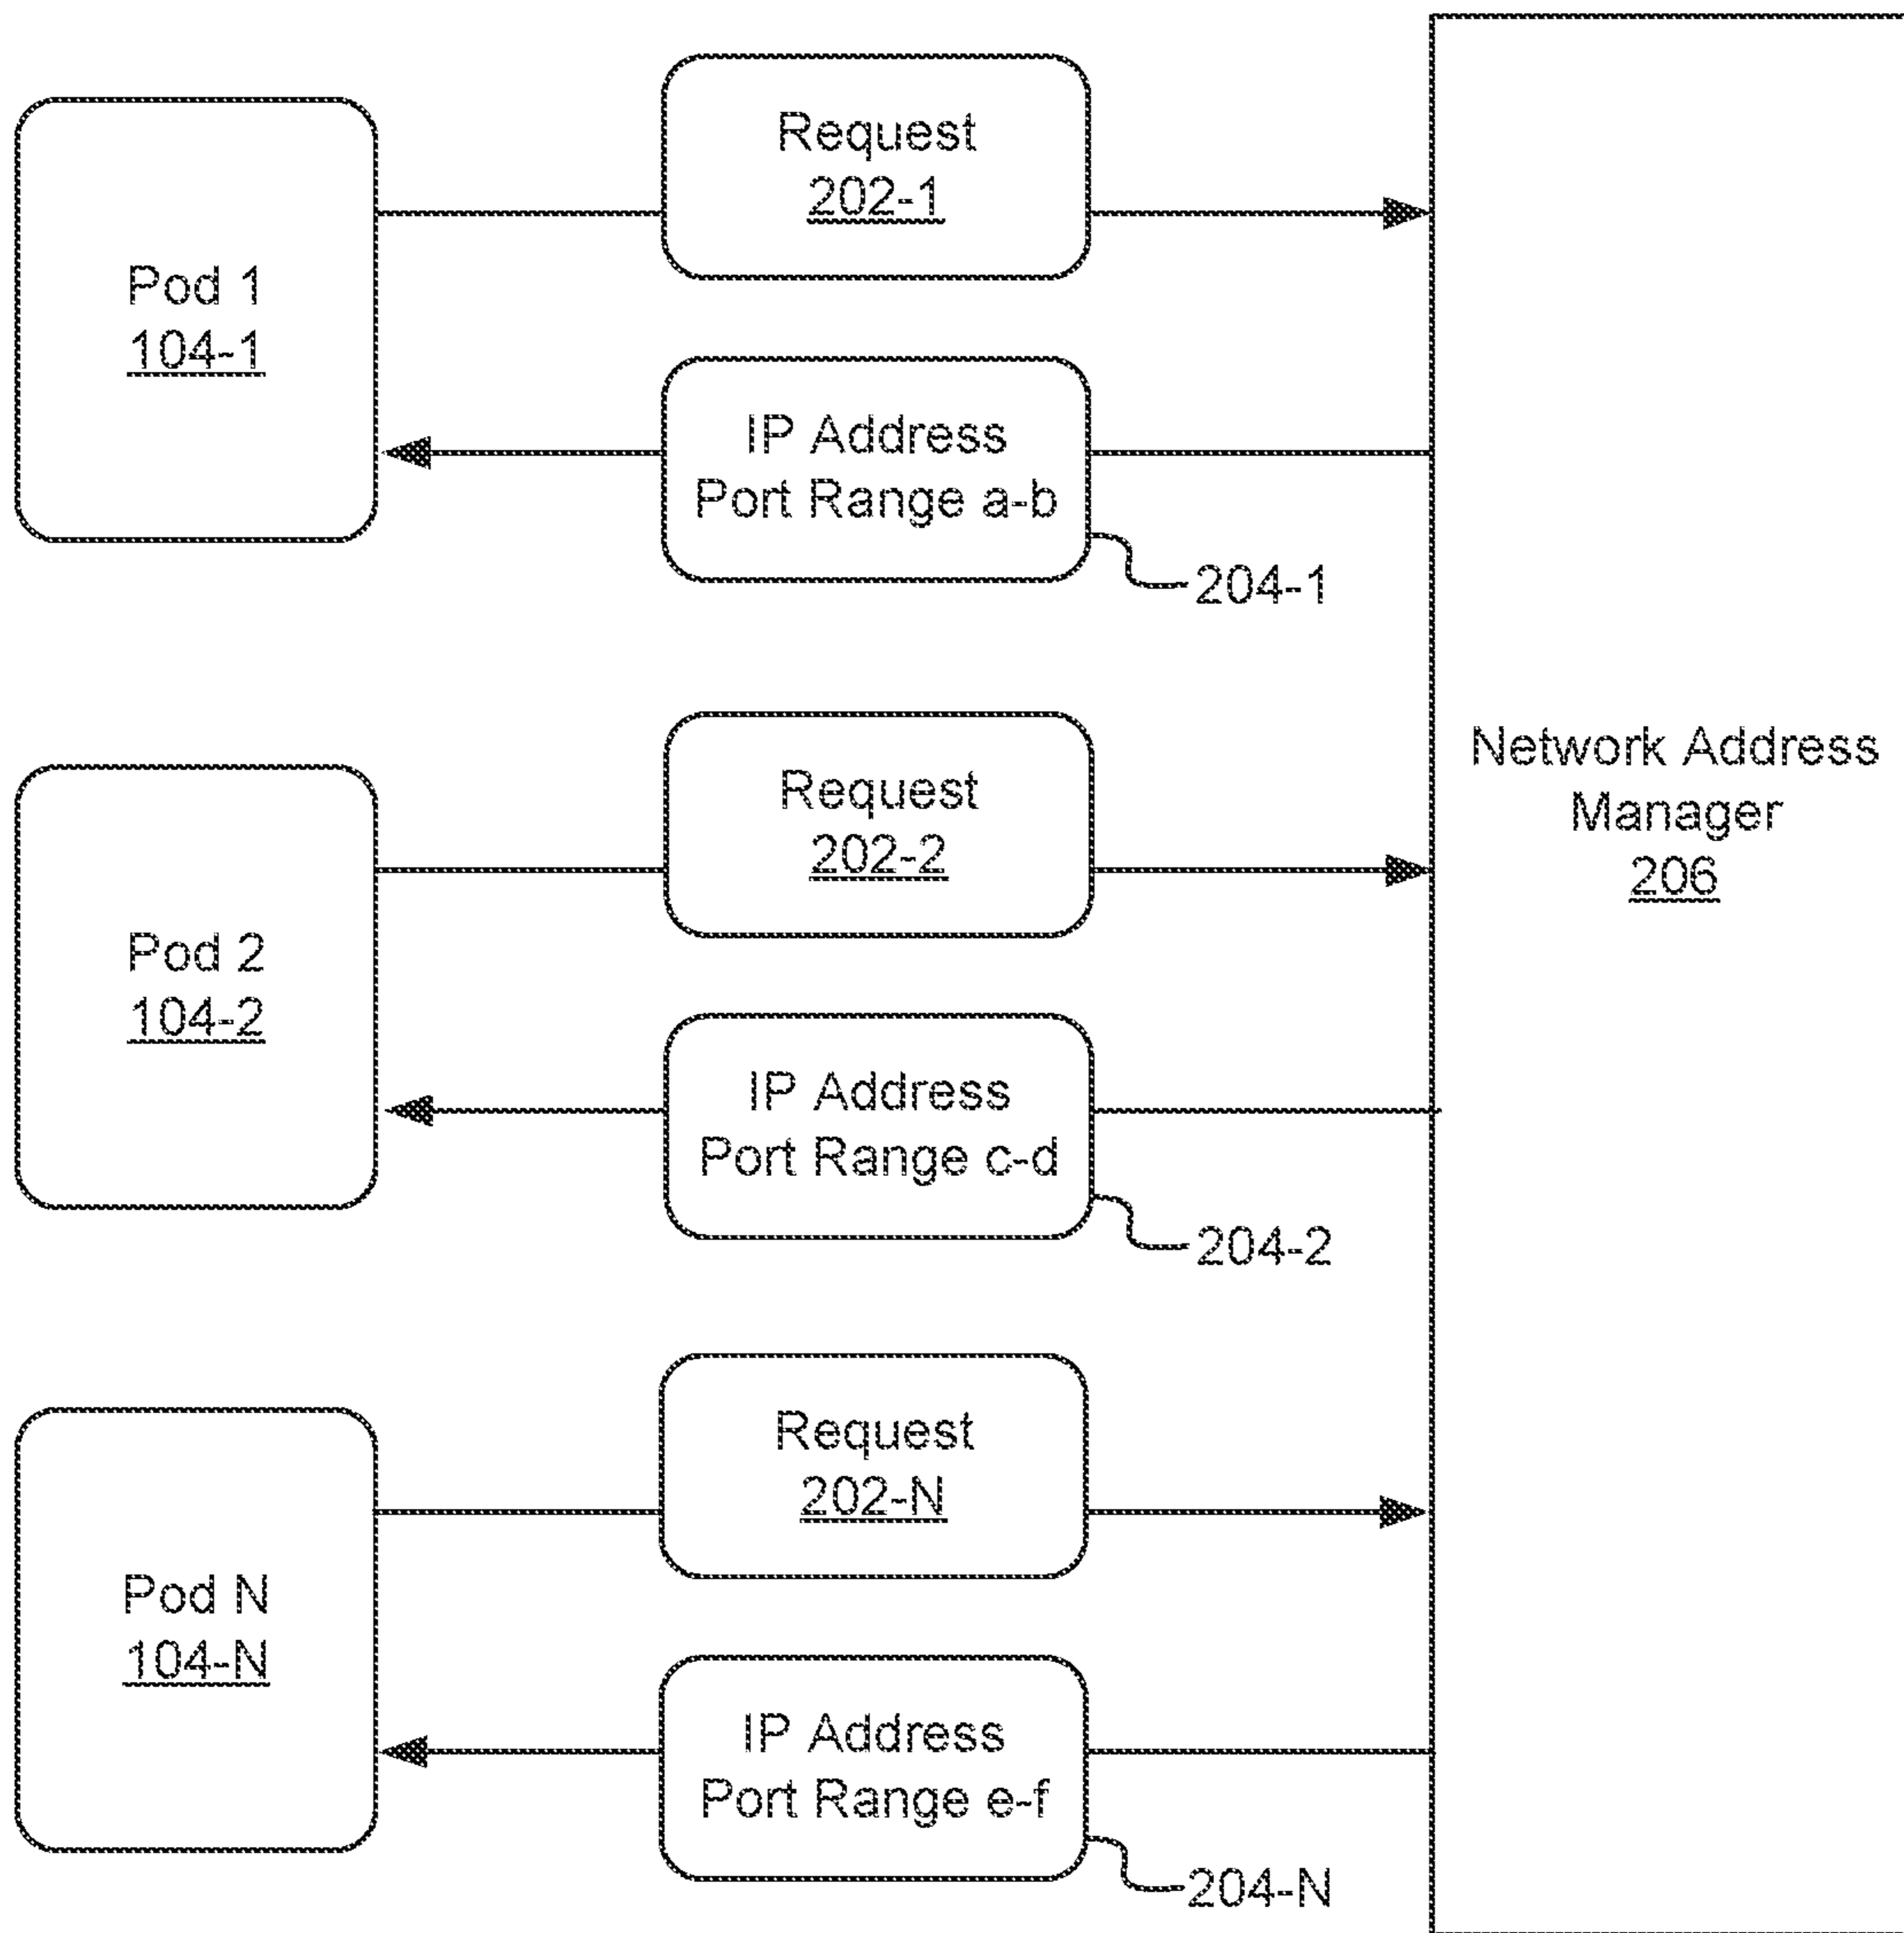 Request
202-1
Pod 1
104-1
IP Address
Port Range a-b
204-1
Network Address
Manager
206
Request
202-2
Pod 2
104-2
IP Address
Port Range c-d
204-2
Request
202-N
Pod N
104-N
IP Address
Port Range e-f
204-N